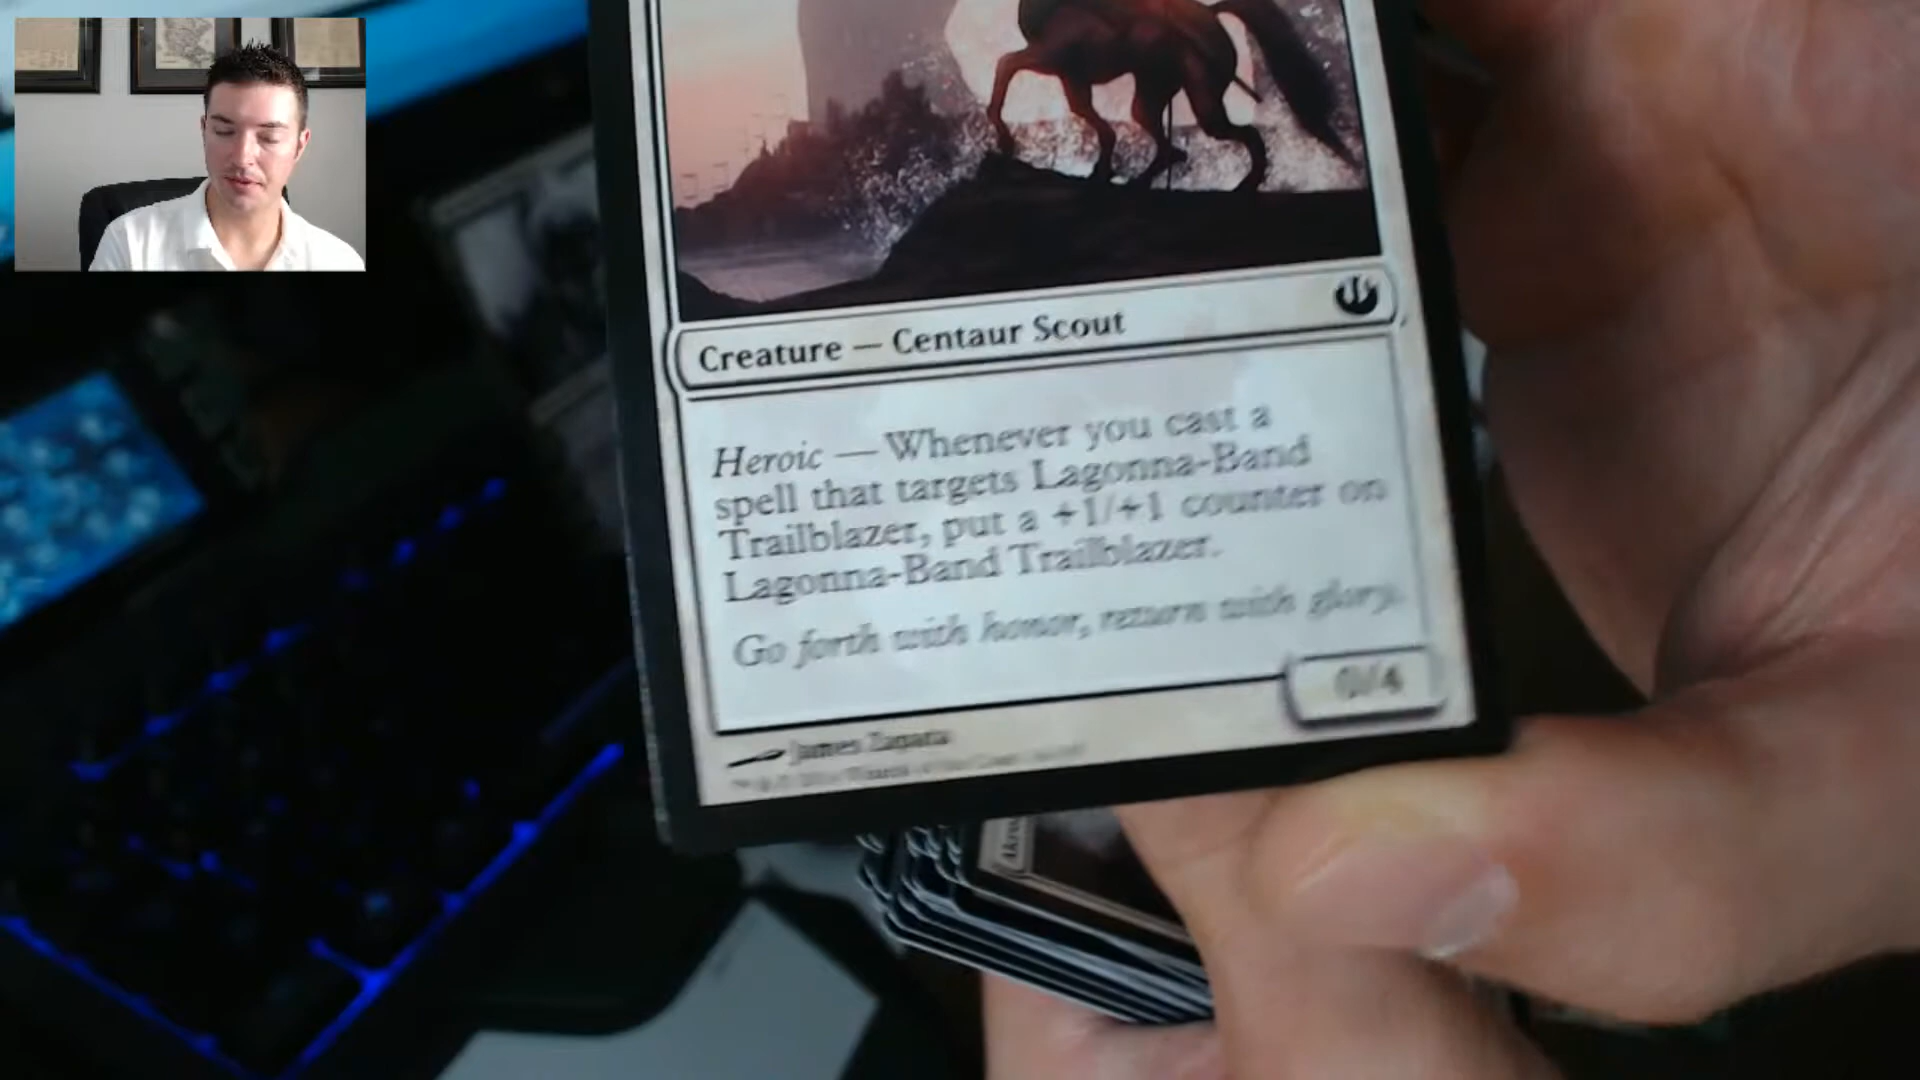 Creature — Centaur Scout
Heroic — Whenever you cast a
spell that targets Lagonna-Band
Trailblazer, put a +1/+1 counter on
Lagonna-Band Trailblazer.
Go forth with honor, return with glory.
0/4
James Zapata
Akro